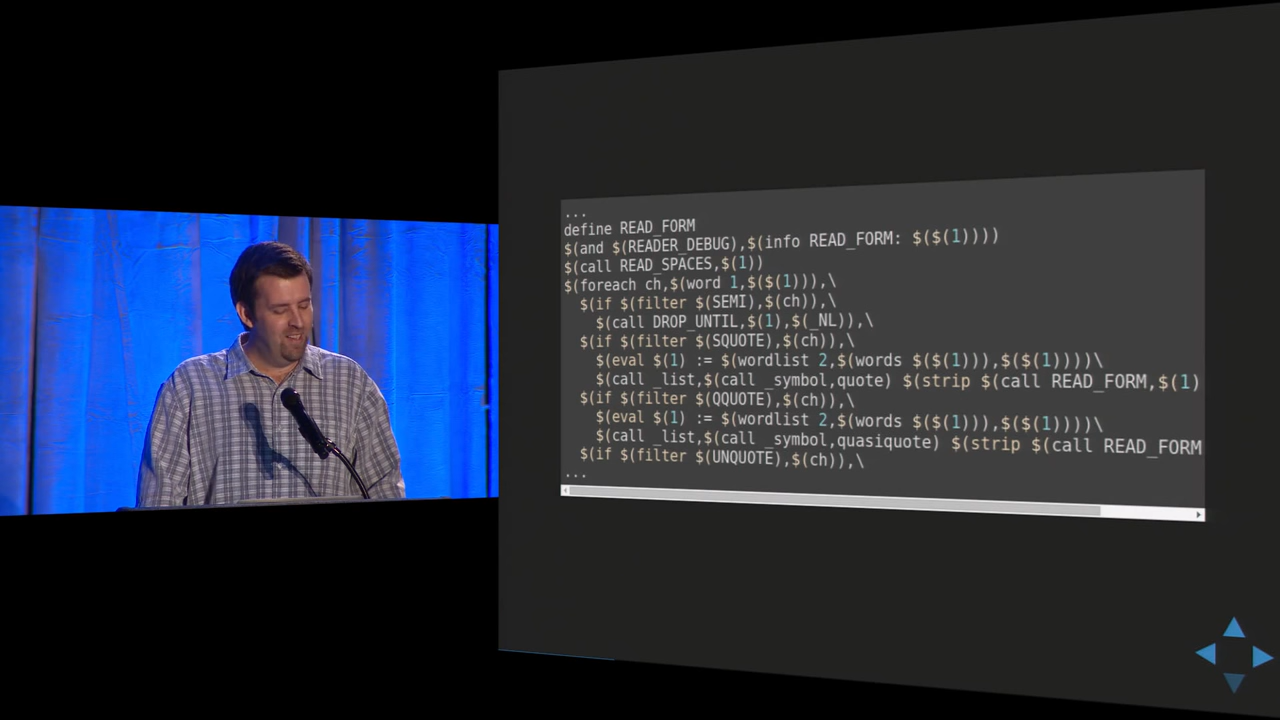 ...
define READ_FORM
$(and $(READER_DEBUG),$(info READ_FORM: $($(1))))
$(call READ_SPACES,$(1))
$(foreach ch,$(word 1,$($(1))),\
  $(if $(filter $(SEMI),$(ch)),\
    $(call DROP_UNTIL,$(1),$(_NL)),\
  $(if $(filter $(SQUOTE),$(ch)),\
    $(eval $(1) := $(wordlist 2,$(words $($(1))),$($(1))))\
    $(call _list,$(call _symbol,quote) $(strip $(call READ_FORM,$(1)
  $(if $(filter $(QQUOTE),$(ch)),\
    $(eval $(1) := $(wordlist 2,$(words $($(1))),$($(1))))\
    $(call _list,$(call _symbol,quasiquote) $(strip $(call READ_FORM
  $(if $(filter $(UNQUOTE),$(ch)),\
...